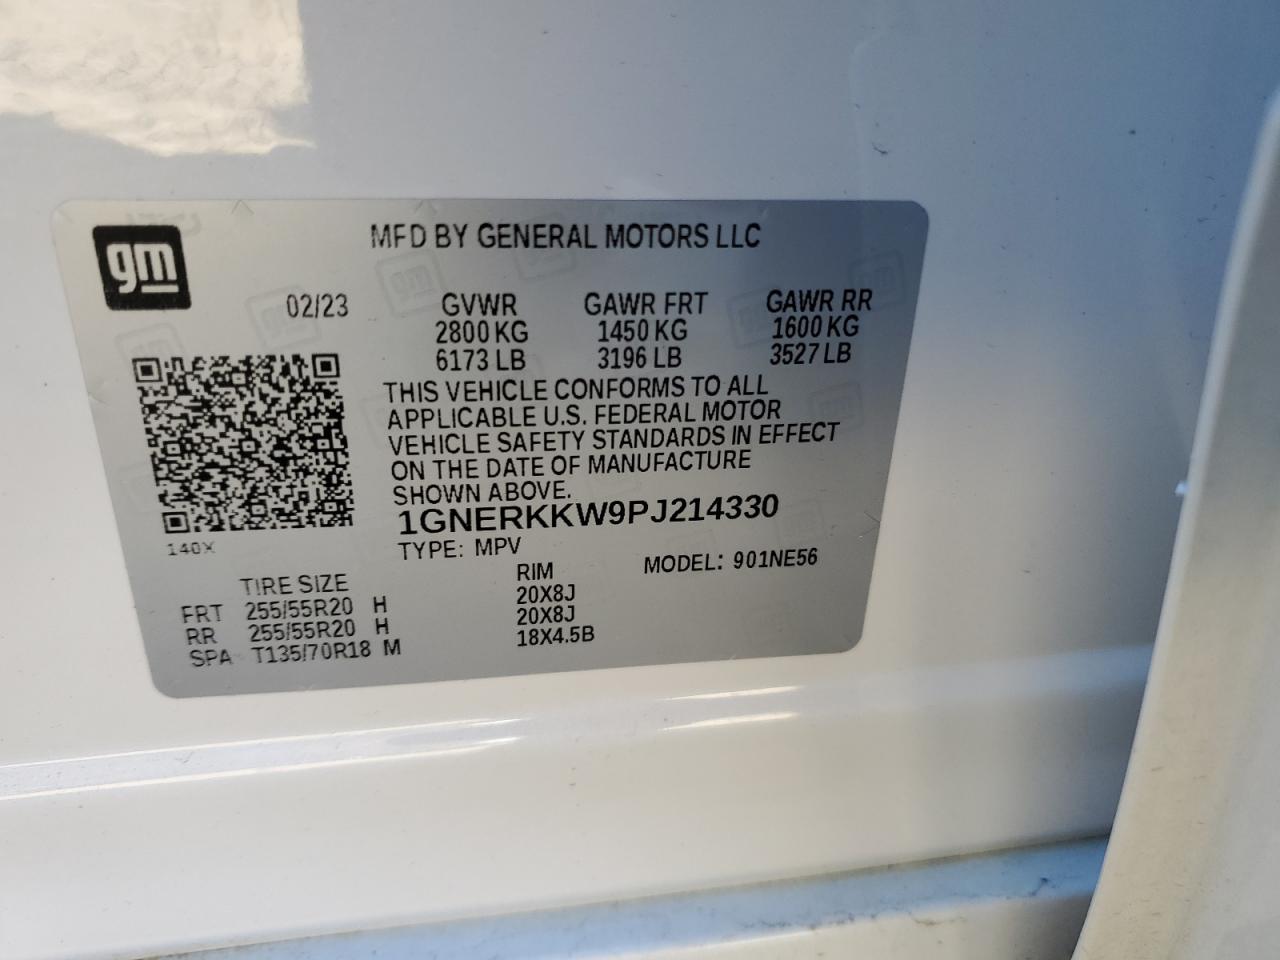 gm
MFD BY GENERAL MOTORS LLC
02/23 GVWR GAWR FRT GAWR RR
2800 KG 1450 KG 1600 KG
6173 LB 3196 LB 3527 LB
THIS VEHICLE CONFORMS TO ALL
APPLICABLE U.S. FEDERAL MOTOR
VEHICLE SAFETY STANDARDS IN EFFECT
ON THE DATE OF MANUFACTURE
SHOWN ABOVE.
1GNERKKW9PJ214330
140X
TYPE: MPV MODEL: 901NE56
TIRE SIZE RIM
FRT 255/55R20 H 20X8J
RR 255/55R20 H 20X8J
SPA T135/70R18 M 18X4.5B